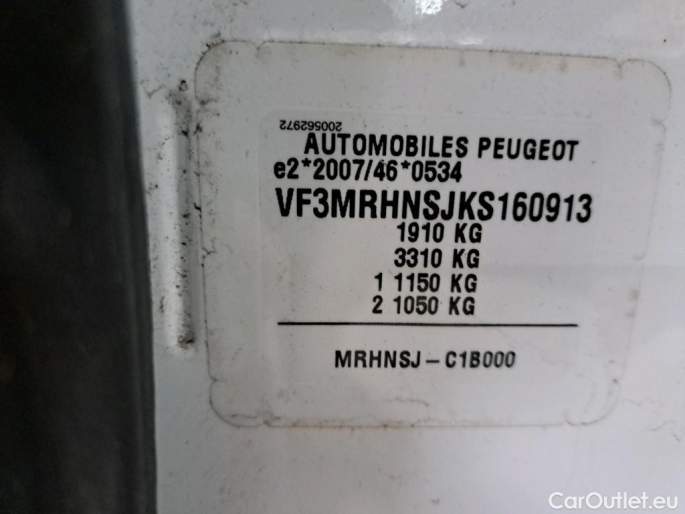 200562972
AUTOMOBILES PEUGEOT
e2*2007/46*0534
VF3MRHNSJKS160913
1910 KG
3310 KG
1 1150 KG
2 1050 KG
MRHNSJ – C1B000
CarOutlet.eu